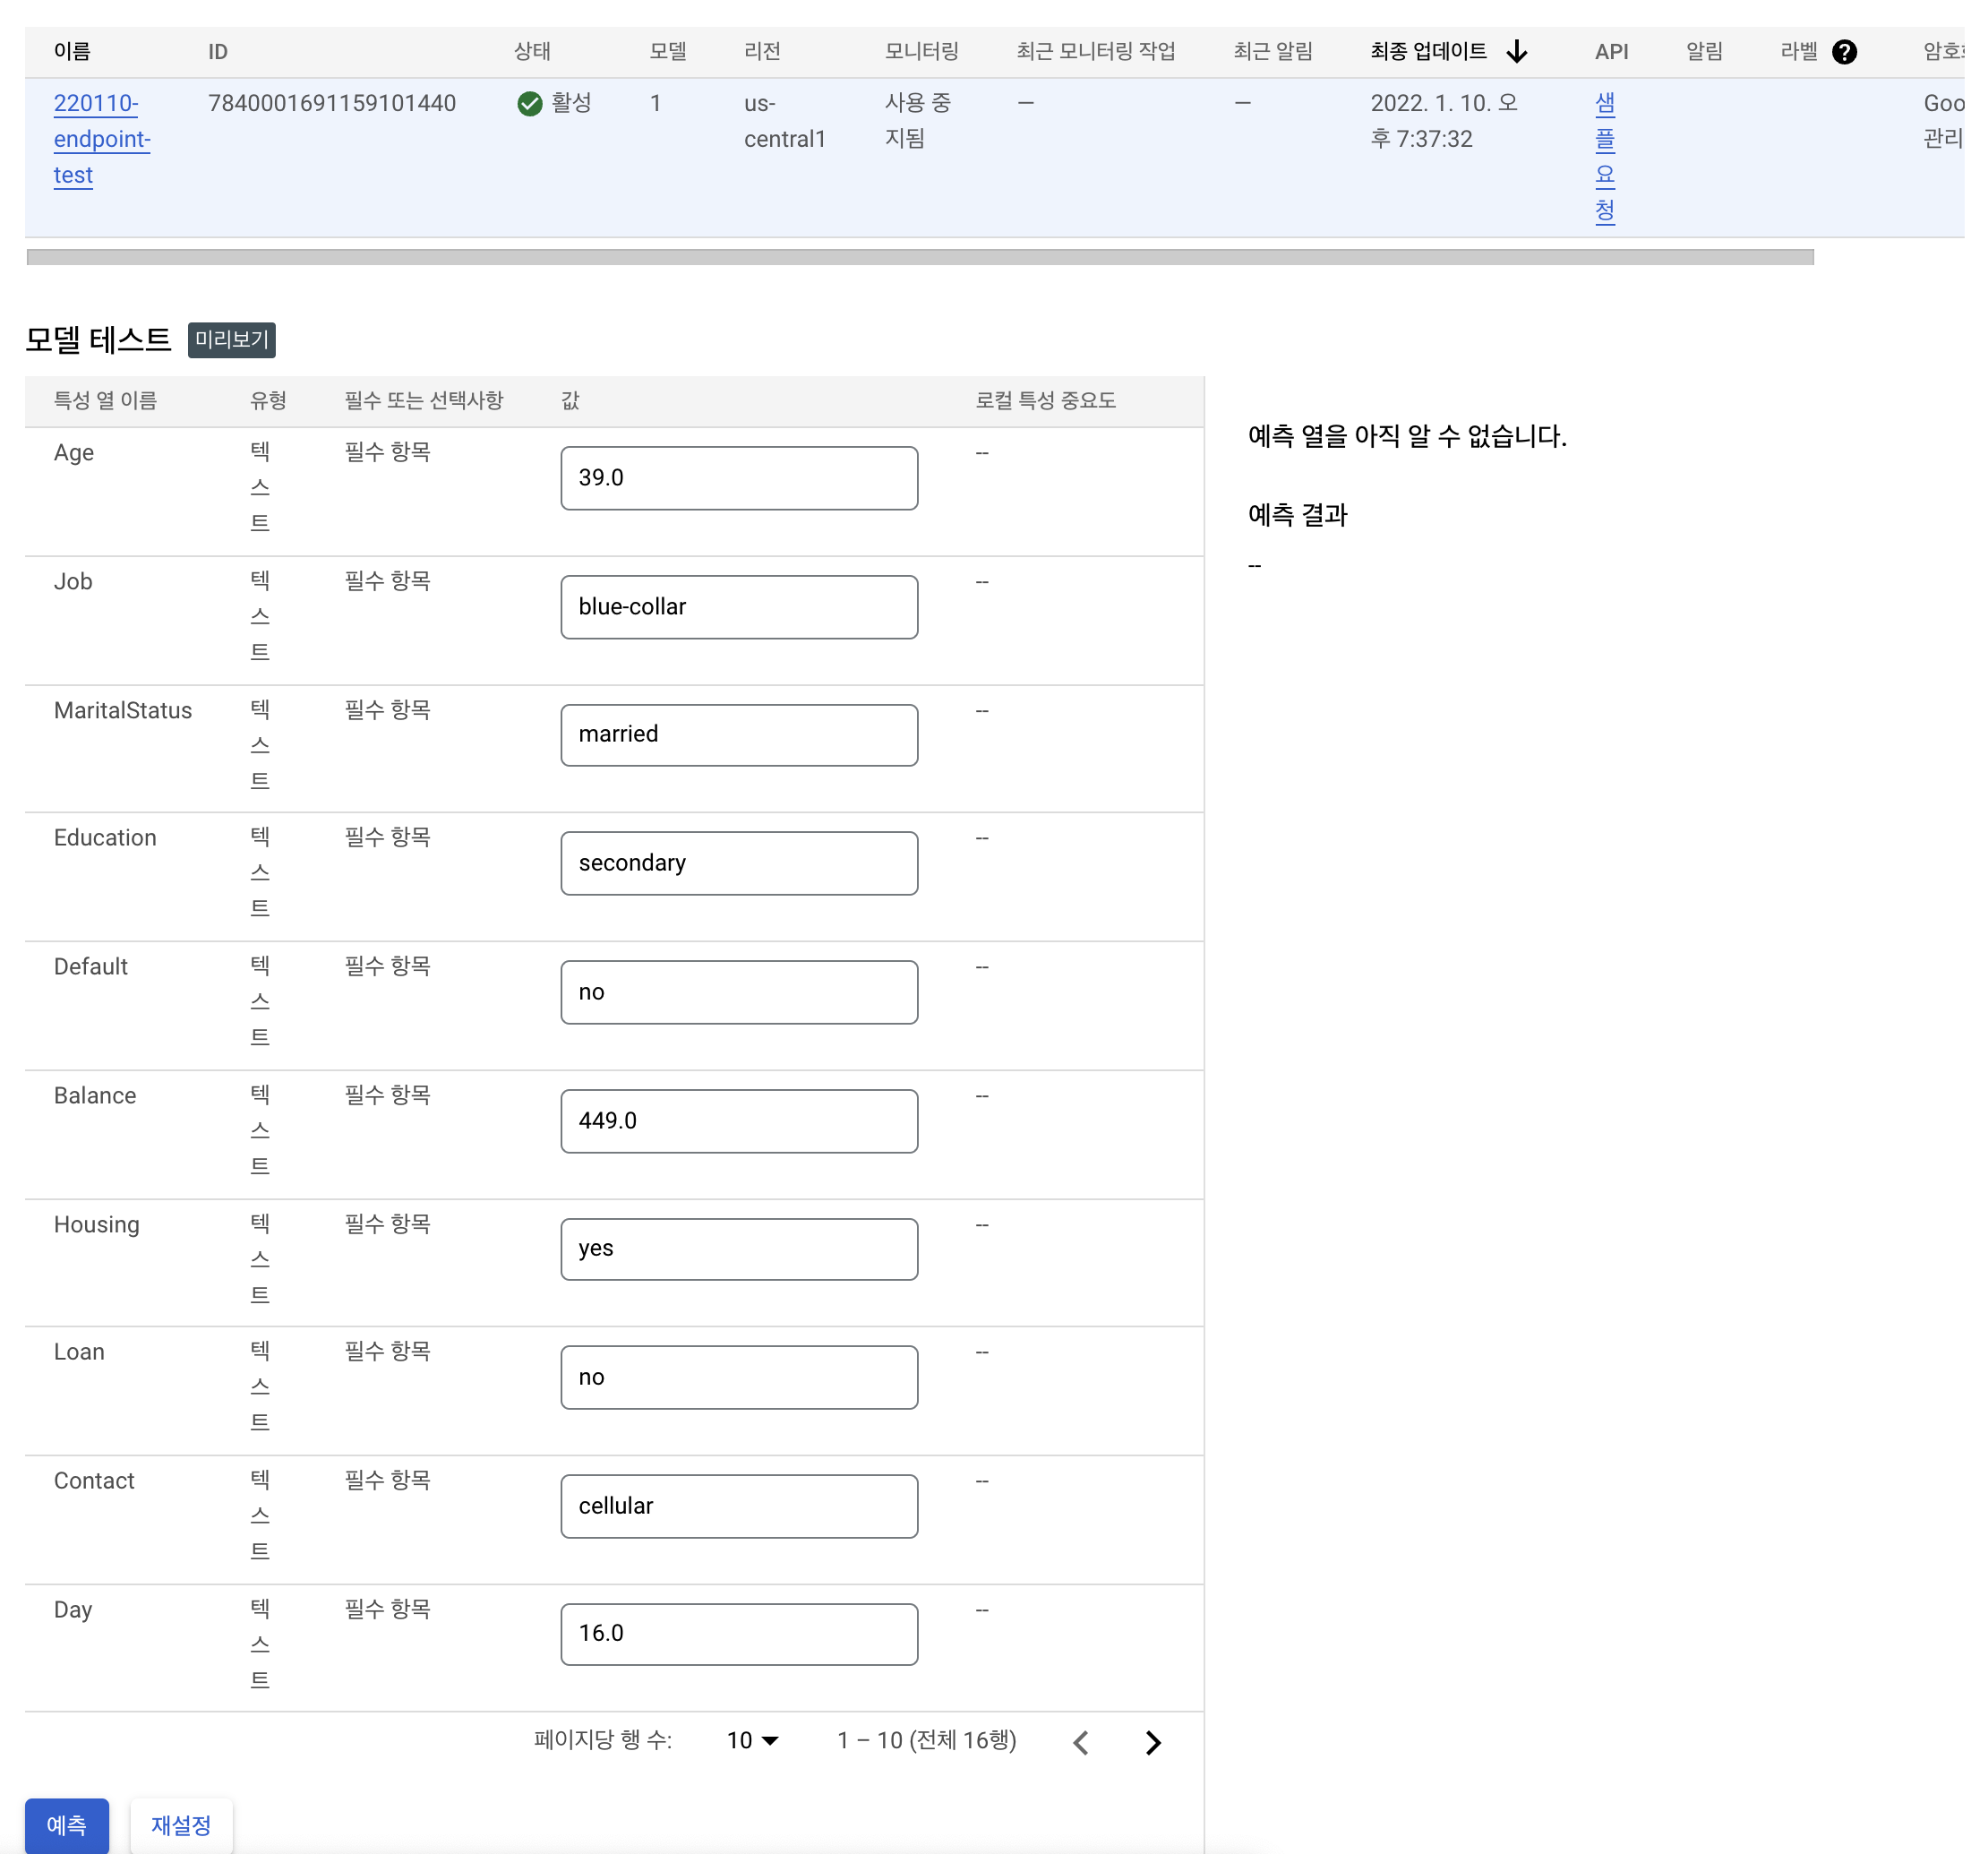 이름 ID 상태 모델 리전 모니터링 최근 모니터링 작업 최근 알림 최종 업데이트 API 알림 라벨
220110-endpoint-test 7840001691159101440 활성 1 us-central1 사용 중지됨 — — 2022. 1. 10. 오후 7:37:32 샘플 요청 관리
모델 테스트 미리보기
특성 열 이름 유형 필수 또는 선택사항 값 로컬 특성 중요도
Age 텍스트 필수 항목 39.0 --
Job 텍스트 필수 항목 blue-collar --
MaritalStatus 텍스트 필수 항목 married --
Education 텍스트 필수 항목 secondary --
Default 텍스트 필수 항목 no --
Balance 텍스트 필수 항목 449.0 --
Housing 텍스트 필수 항목 yes --
Loan 텍스트 필수 항목 no --
Contact 텍스트 필수 항목 cellular --
Day 텍스트 필수 항목 16.0 --
페이지당 행 수: 10 1 – 10 (전체 16행)
예측 재설정
예측 열을 아직 알 수 없습니다.
예측 결과
--